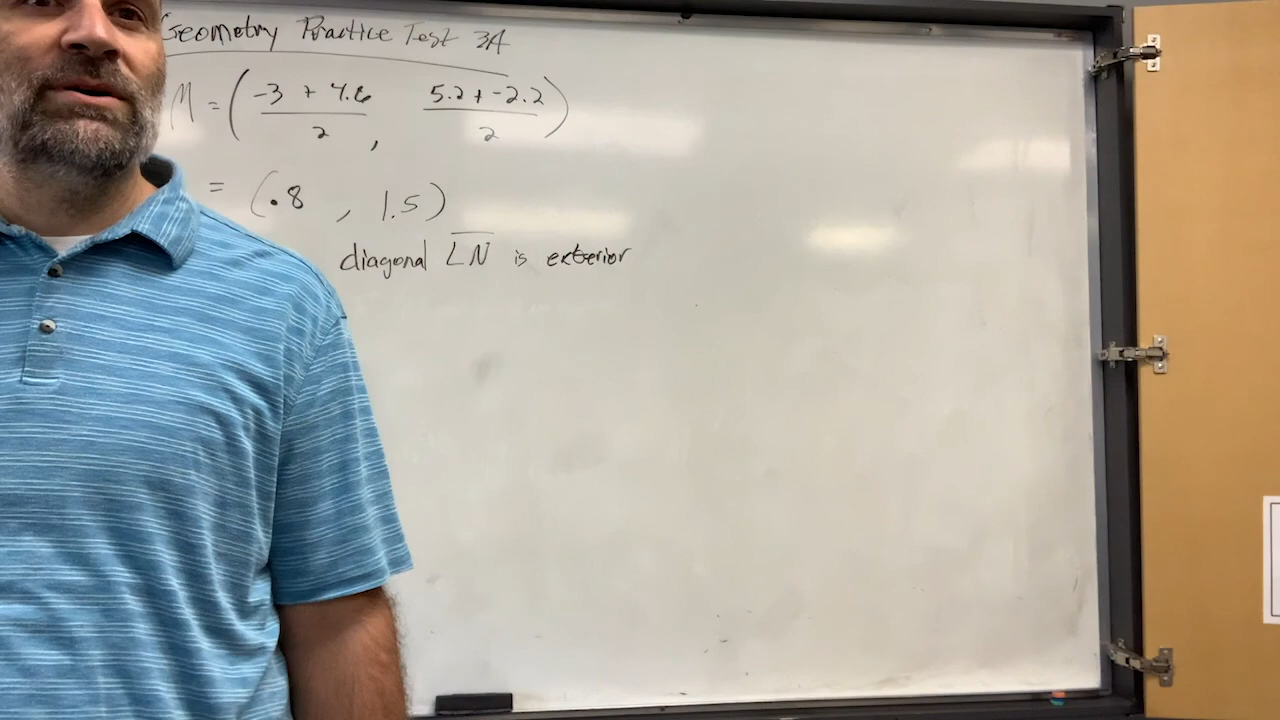 Geometry Practice Test 3A
M = ( -3 + 4.6 / 2 , 5.2 + -2.2 / 2 )
= (.8 , 1.5)
diagonal L̅N̅ is exterior